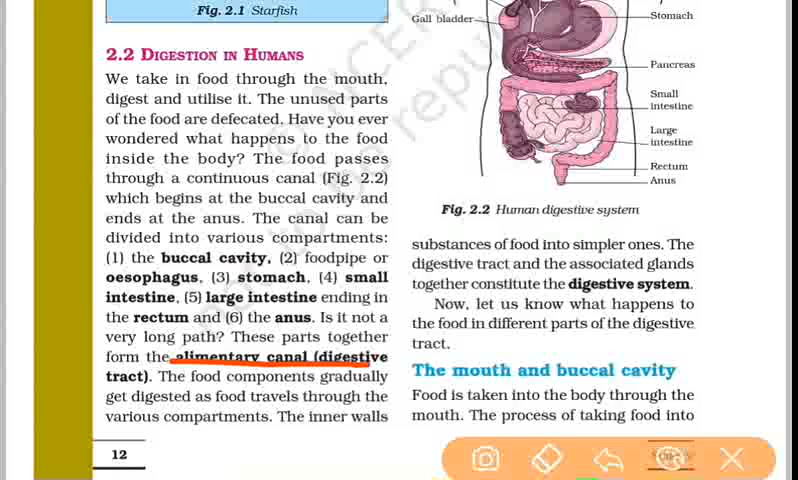 Fig. 2.1 Starfish
2.2 DIGESTION IN HUMANS
We take in food through the mouth,
digest and utilise it. The unused parts
of the food are defecated. Have you ever
wondered what happens to the food
inside the body? The food passes
through a continuous canal (Fig. 2.2)
which begins at the buccal cavity and
ends at the anus. The canal can be
divided into various compartments:
(1) the buccal cavity, (2) foodpipe or
oesophagus, (3) stomach, (4) small
intestine, (5) large intestine ending in
the rectum and (6) the anus. Is it not a
very long path? These parts together
form the alimentary canal (digestive
tract). The food components gradually
get digested as food travels through the
various compartments. The inner walls
12
Gall bladder
Stomach
Pancreas
Small
intestine
Large
intestine
Rectum
Anus
Fig. 2.2 Human digestive system
substances of food into simpler ones. The
digestive tract and the associated glands
together constitute the digestive system.
Now, let us know what happens to
the food in different parts of the digestive
tract.
The mouth and buccal cavity
Food is taken into the body through the
mouth. The process of taking food into